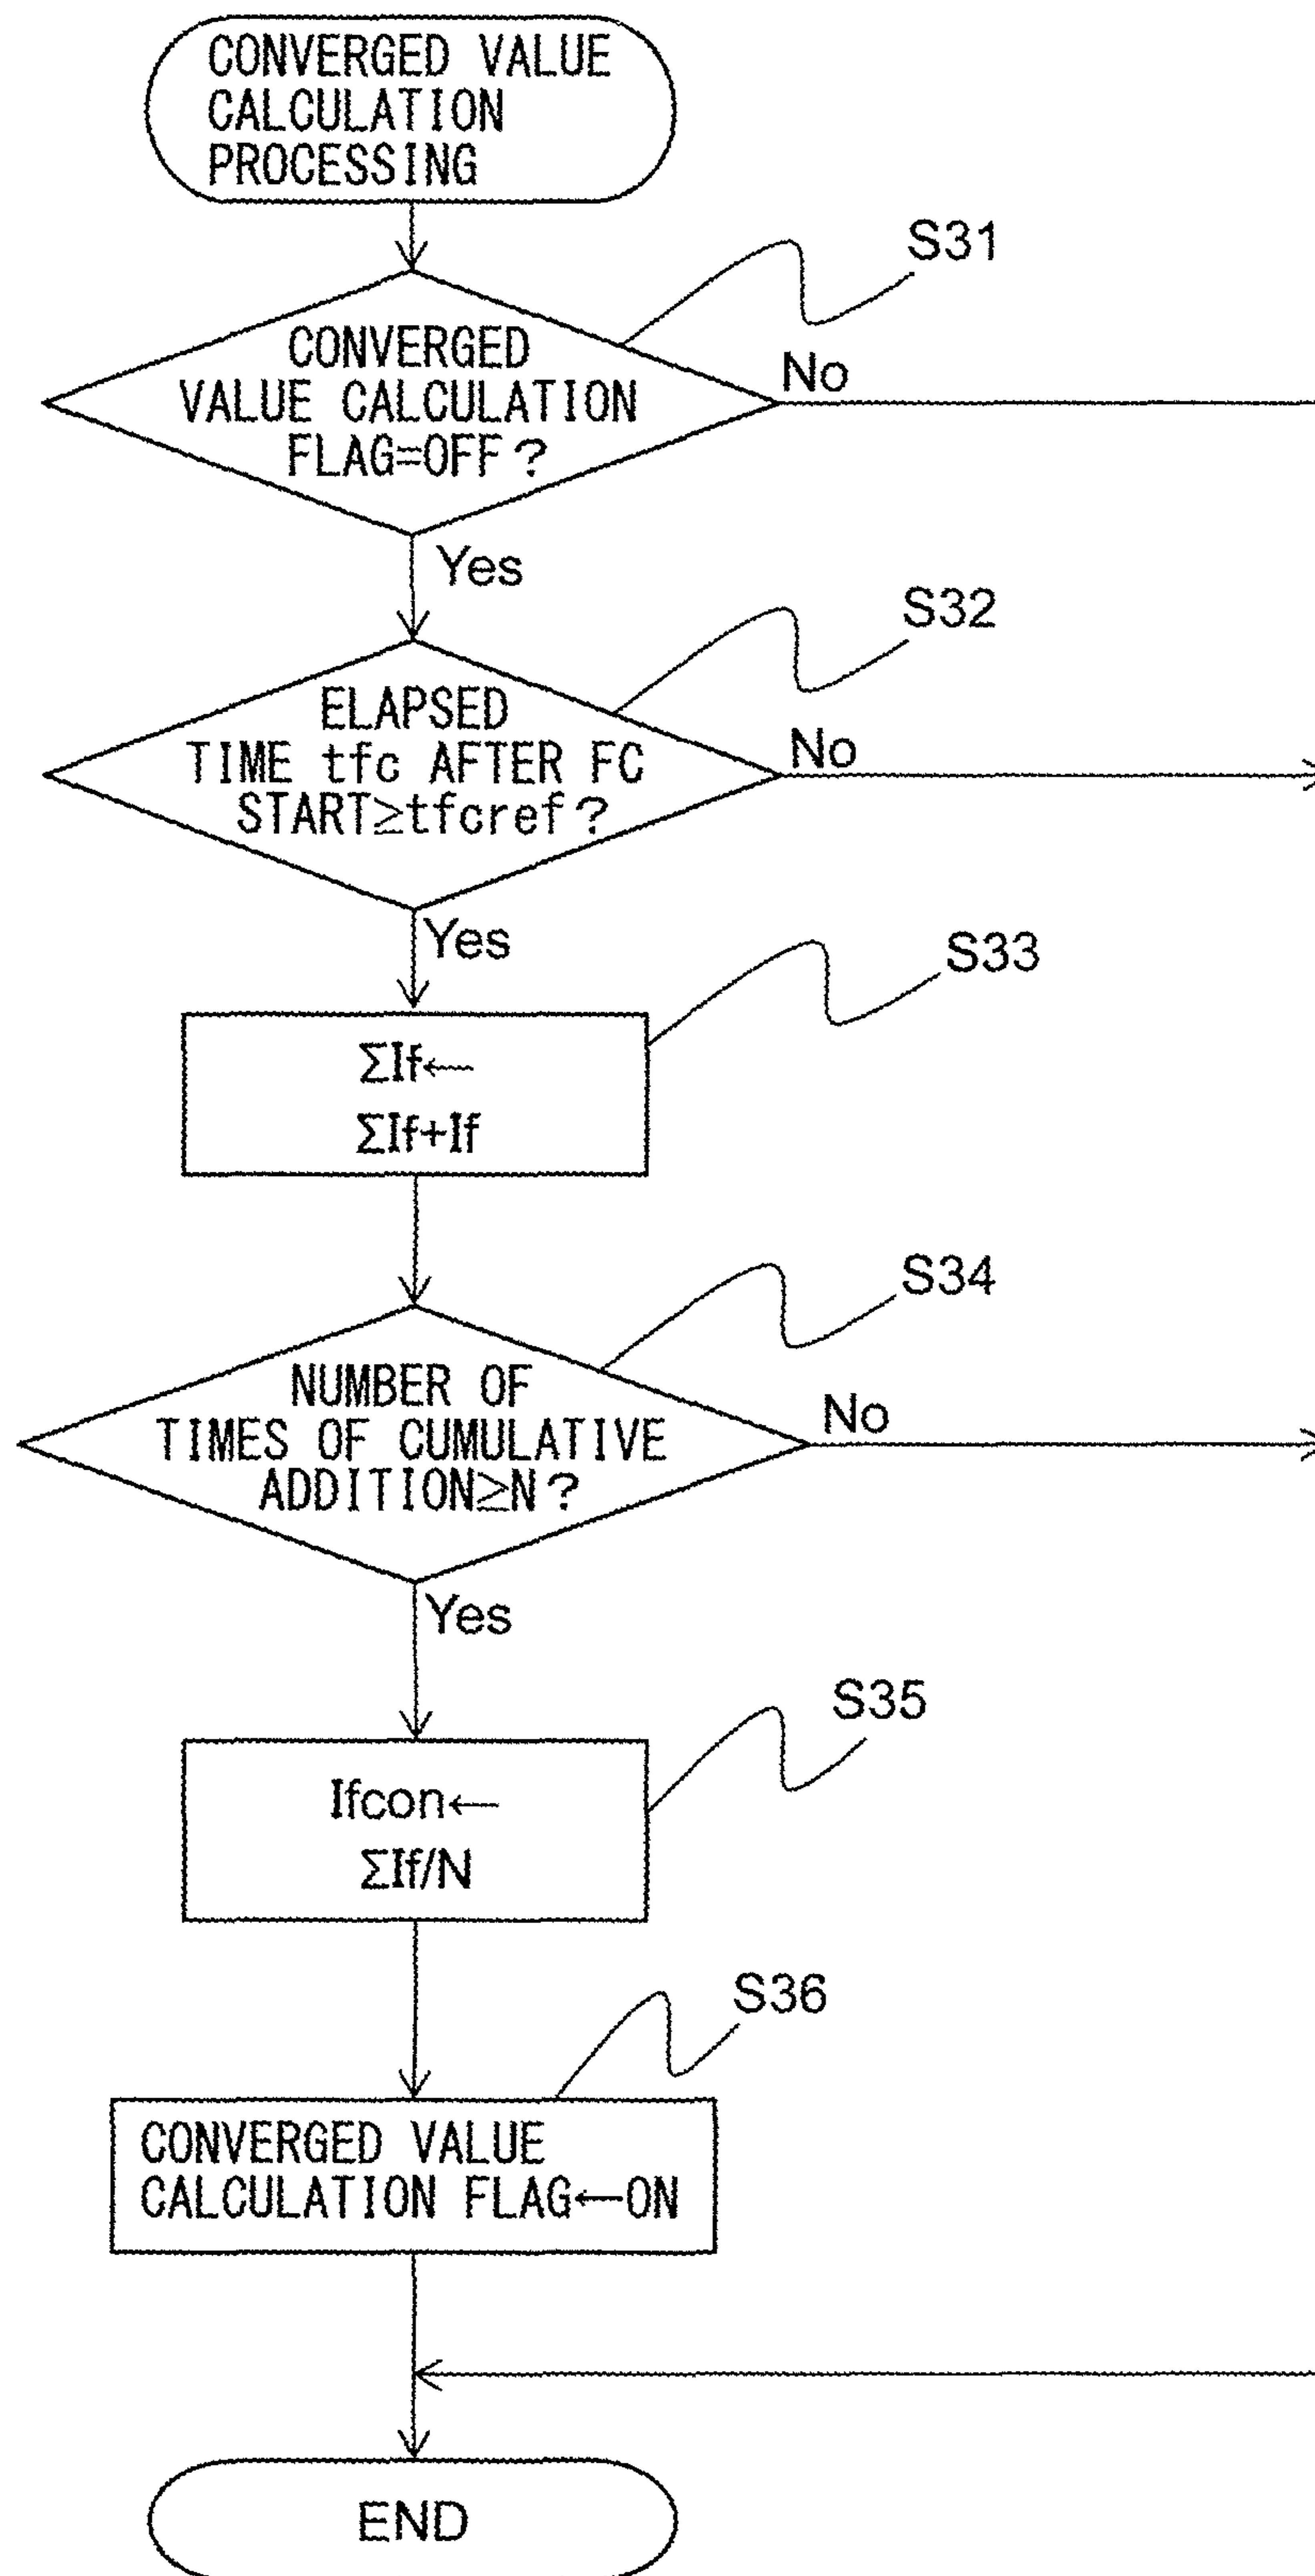 CONVERGED VALUE
CALCULATION
PROCESSING
S31
CONVERGED
VALUE CALCULATION
FLAG=OFF?
No
Yes
S32
ELAPSED
TIME tfc AFTER FC
START≧tfcref?
No
Yes
S33
ΣIf←
ΣIf+If
S34
NUMBER OF
TIMES OF CUMULATIVE
ADDITION≧N?
No
Yes
S35
Ifcon←
ΣIf/N
S36
CONVERGED VALUE
CALCULATION FLAG←ON
END